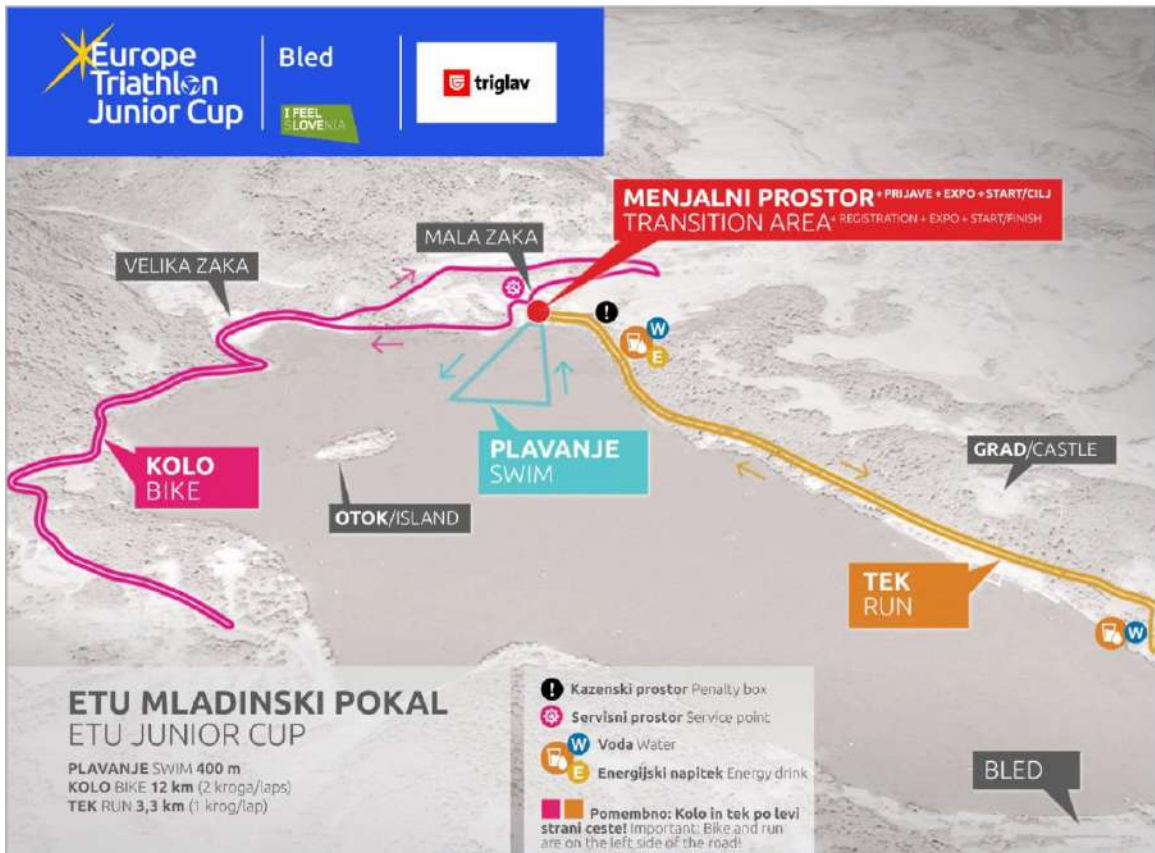 Europe
Triathlon
Junior Cup
Bled
I FEEL
SLOVENIA
triglav
MENJALNI PROSTOR + PRIJAVE + EXPO + START/CILJ
TRANSITION AREA + REGISTRATION + EXPO + START/FINISH
MALA ZAKA
VELIKA ZAKA
!
W
E
PLAVANJE
SWIM
GRAD/CASTLE
KOLO
BIKE
OTOK/ISLAND
TEK
RUN
W
ETU MLADINSKI POKAL
ETU JUNIOR CUP
PLAVANJE SWIM 400 m
KOLO BIKE 12 km (2 kroga/laps)
TEK RUN 3,3 km (1 krog/lap)
! Kazenski prostor Penalty box
Servisni prostor Service point
W Voda Water
E Energijski napitek Energy drink
Pomembno: Kolo in tek po levi
strani ceste! Important: Bike and run
are on the left side of the road!
BLED